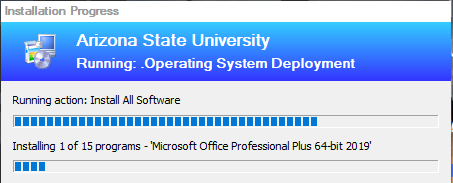 Installation Progress
Arizona State University
Running: .Operating System Deployment
Running action: Install All Software
Installing 1 of 15 programs - 'Microsoft Office Professional Plus 64-bit 2019'